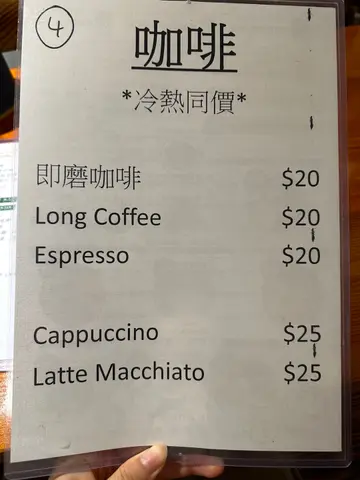 4
咖啡
*冷熱同價*
即磨咖啡 $20
Long Coffee $20
Espresso $20
Cappuccino $25
Latte Macchiato $25